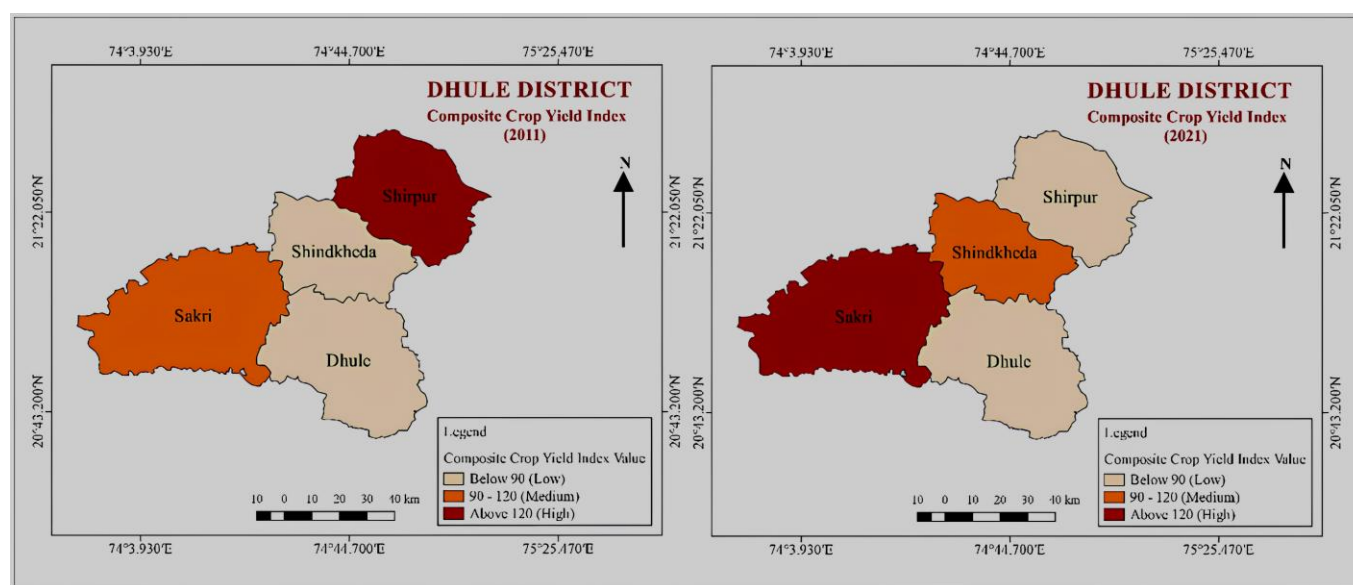 74°3.930'E 74°44.700'E 75°25.470'E
DHULE DISTRICT
Composite Crop Yield Index
(2011)
N
21°22.050'N
21°22.050'N
Shirpur
Shindkheda
Sakri
Dhule
20°43.200'N
20°43.200'N
Legend
Composite Crop Yield Index Value
Below 90 (Low)
90 - 120 (Medium)
Above 120 (High)
10 0 10 20 30 40 km
74°3.930'E 74°44.700'E 75°25.470'E
74°3.930'E 74°44.700'E 75°25.470'E
DHULE DISTRICT
Composite Crop Yield Index
(2021)
N
21°22.050'N
21°22.050'N
Shirpur
Shindkheda
Sakri
Dhule
20°43.200'N
20°43.200'N
Legend
Composite Crop Yield Index Value
Below 90 (Low)
90 - 120 (Medium)
Above 120 (High)
10 0 10 20 30 40 km
74°3.930'E 74°44.700'E 75°25.470'E